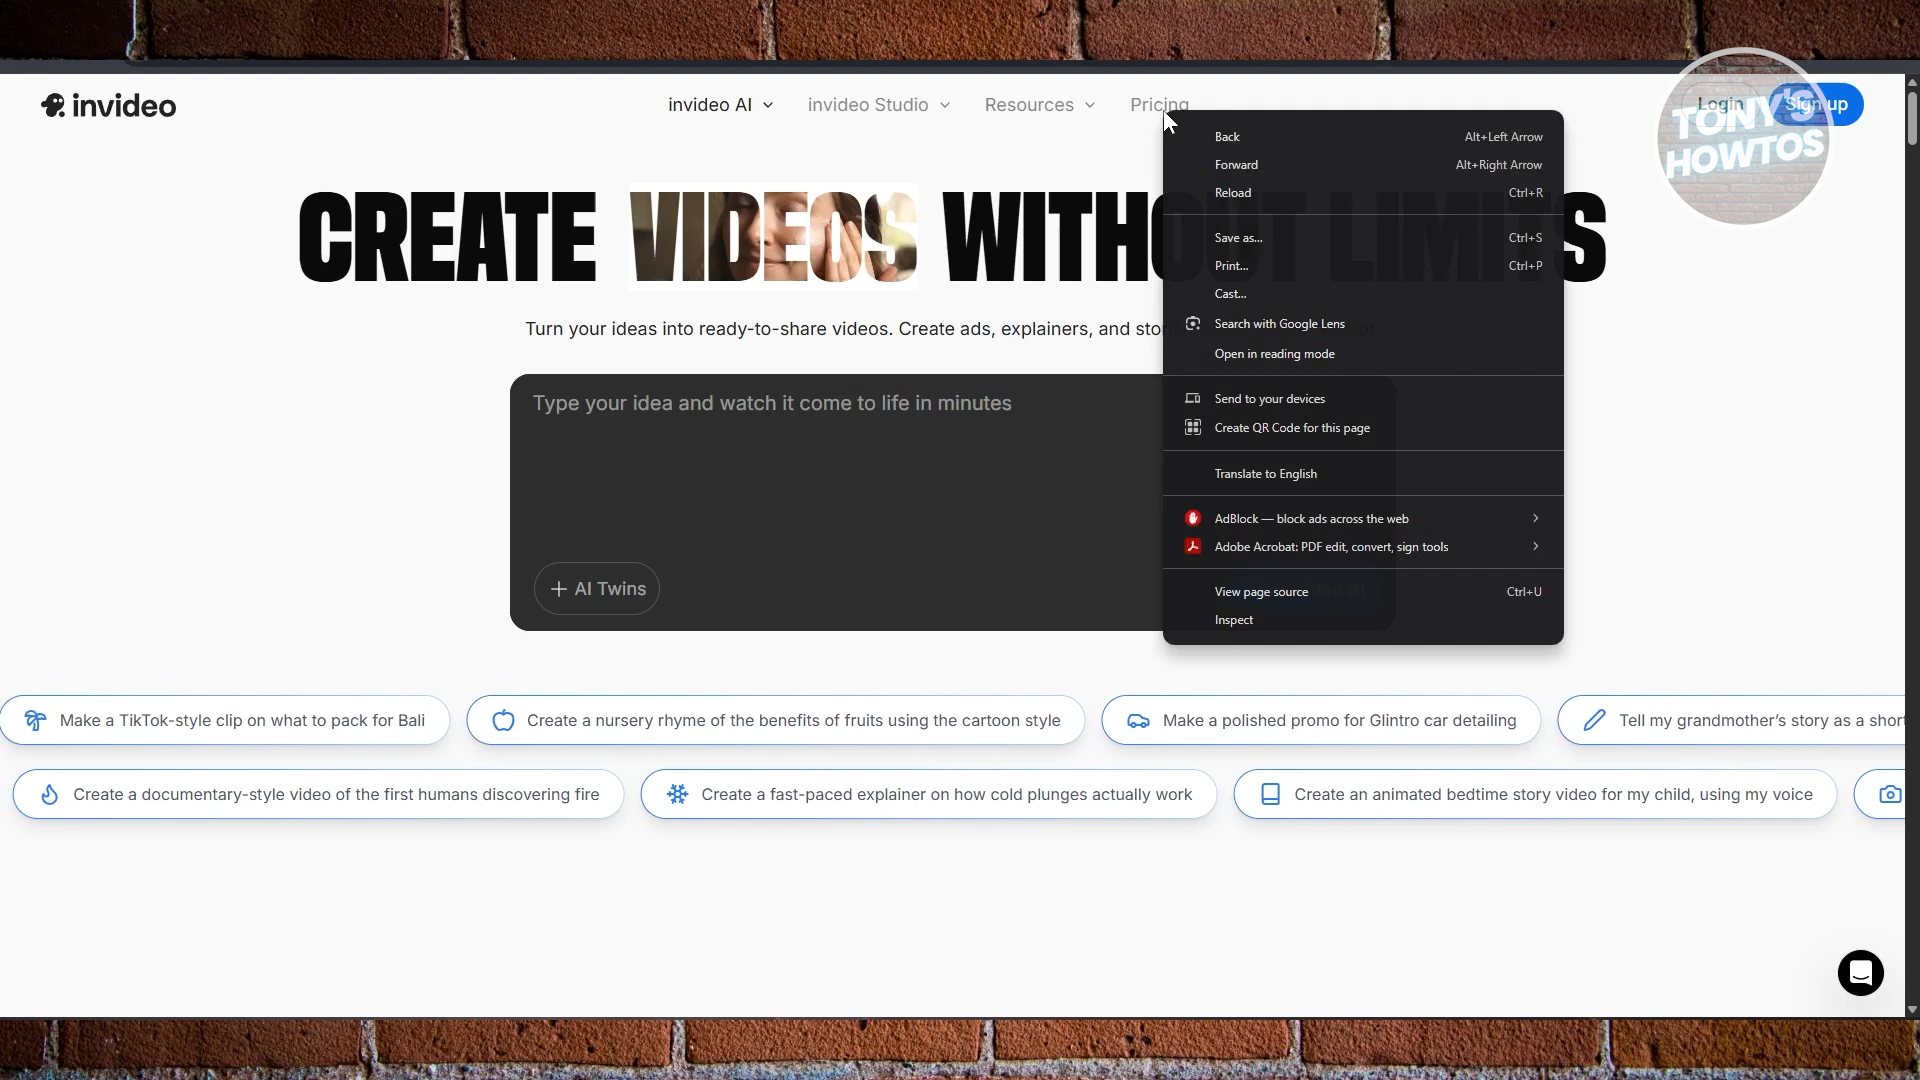 invideo
invideo AI
invideo Studio
Resources
Pricing
Login
Sign up
TONY'S
HOWTOS
CREATE VIDEOS WITHOUT LIMITS
Turn your ideas into ready-to-share videos. Create ads, explainers, and
Type your idea and watch it come to life in minutes
AI Twins
Back Alt+Left Arrow
Forward Alt+Right Arrow
Reload Ctrl+R
Save as... Ctrl+S
Print... Ctrl+P
Cast...
Search with Google Lens
Open in reading mode
Send to your devices
Create QR Code for this page
Translate to English
AdBlock — block ads across the web
Adobe Acrobat: PDF edit, convert, sign tools
View page source Ctrl+U
Inspect
Make a TikTok-style clip on what to pack for Bali
Create a nursery rhyme of the benefits of fruits using the cartoon style
Make a polished promo for Glintro car detailing
Tell my grandmother's story as a short
Create a documentary-style video of the first humans discovering fire
Create a fast-paced explainer on how cold plunges actually work
Create an animated bedtime story video for my child, using my voice